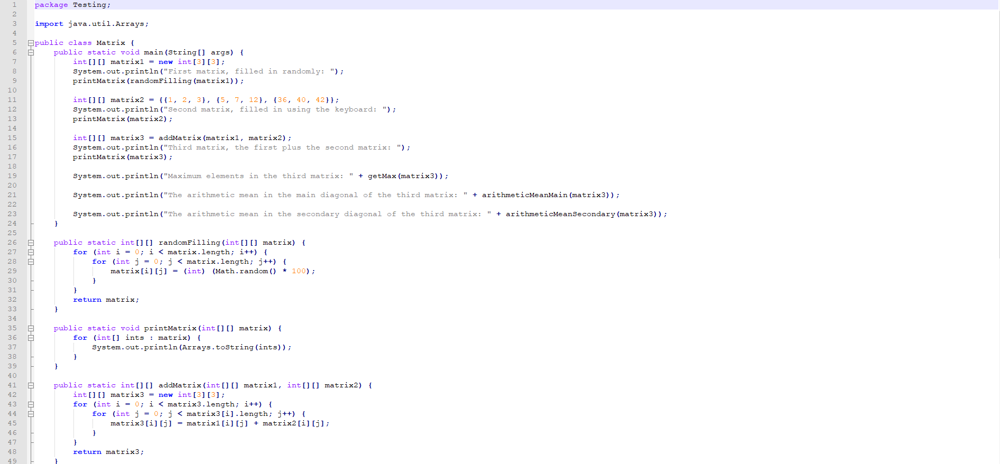 1 package Testing;
2
3 import java.util.Arrays;
4
5 public class Matrix {
6     public static void main(String[] args) {
7         int[][] matrix1 = new int[3][3];
8         System.out.println("First matrix, filled in randomly: ");
9         printMatrix(randomFilling(matrix1));
10
11         int[][] matrix2 = {{1, 2, 3}, {5, 7, 12}, {36, 40, 42}};
12         System.out.println("Second matrix, filled in using the keyboard: ");
13         printMatrix(matrix2);
14
15         int[][] matrix3 = addMatrix(matrix1, matrix2);
16         System.out.println("Third matrix, the first plus the second matrix: ");
17         printMatrix(matrix3);
18
19         System.out.println("Maximum elements in the third matrix: " + getMax(matrix3));
20
21         System.out.println("The arithmetic mean in the main diagonal of the third matrix: " + arithmeticMeanMain(matrix3));
22
23         System.out.println("The arithmetic mean in the secondary diagonal of the third matrix: " + arithmeticMeanSecondary(matrix3));
24     }
25
26     public static int[][] randomFilling(int[][] matrix) {
27         for (int i = 0; i < matrix.length; i++) {
28             for (int j = 0; j < matrix.length; j++) {
29                 matrix[i][j] = (int) (Math.random() * 100);
30             }
31         }
32         return matrix;
33     }
34
35     public static void printMatrix(int[][] matrix) {
36         for (int[] ints : matrix) {
37             System.out.println(Arrays.toString(ints));
38         }
39     }
40
41     public static int[][] addMatrix(int[][] matrix1, int[][] matrix2) {
42         int[][] matrix3 = new int[3][3];
43         for (int i = 0; i < matrix3.length; i++) {
44             for (int j = 0; j < matrix3[i].length; j++) {
45                 matrix3[i][j] = matrix1[i][j] + matrix2[i][j];
46             }
47         }
48         return matrix3;
49     }